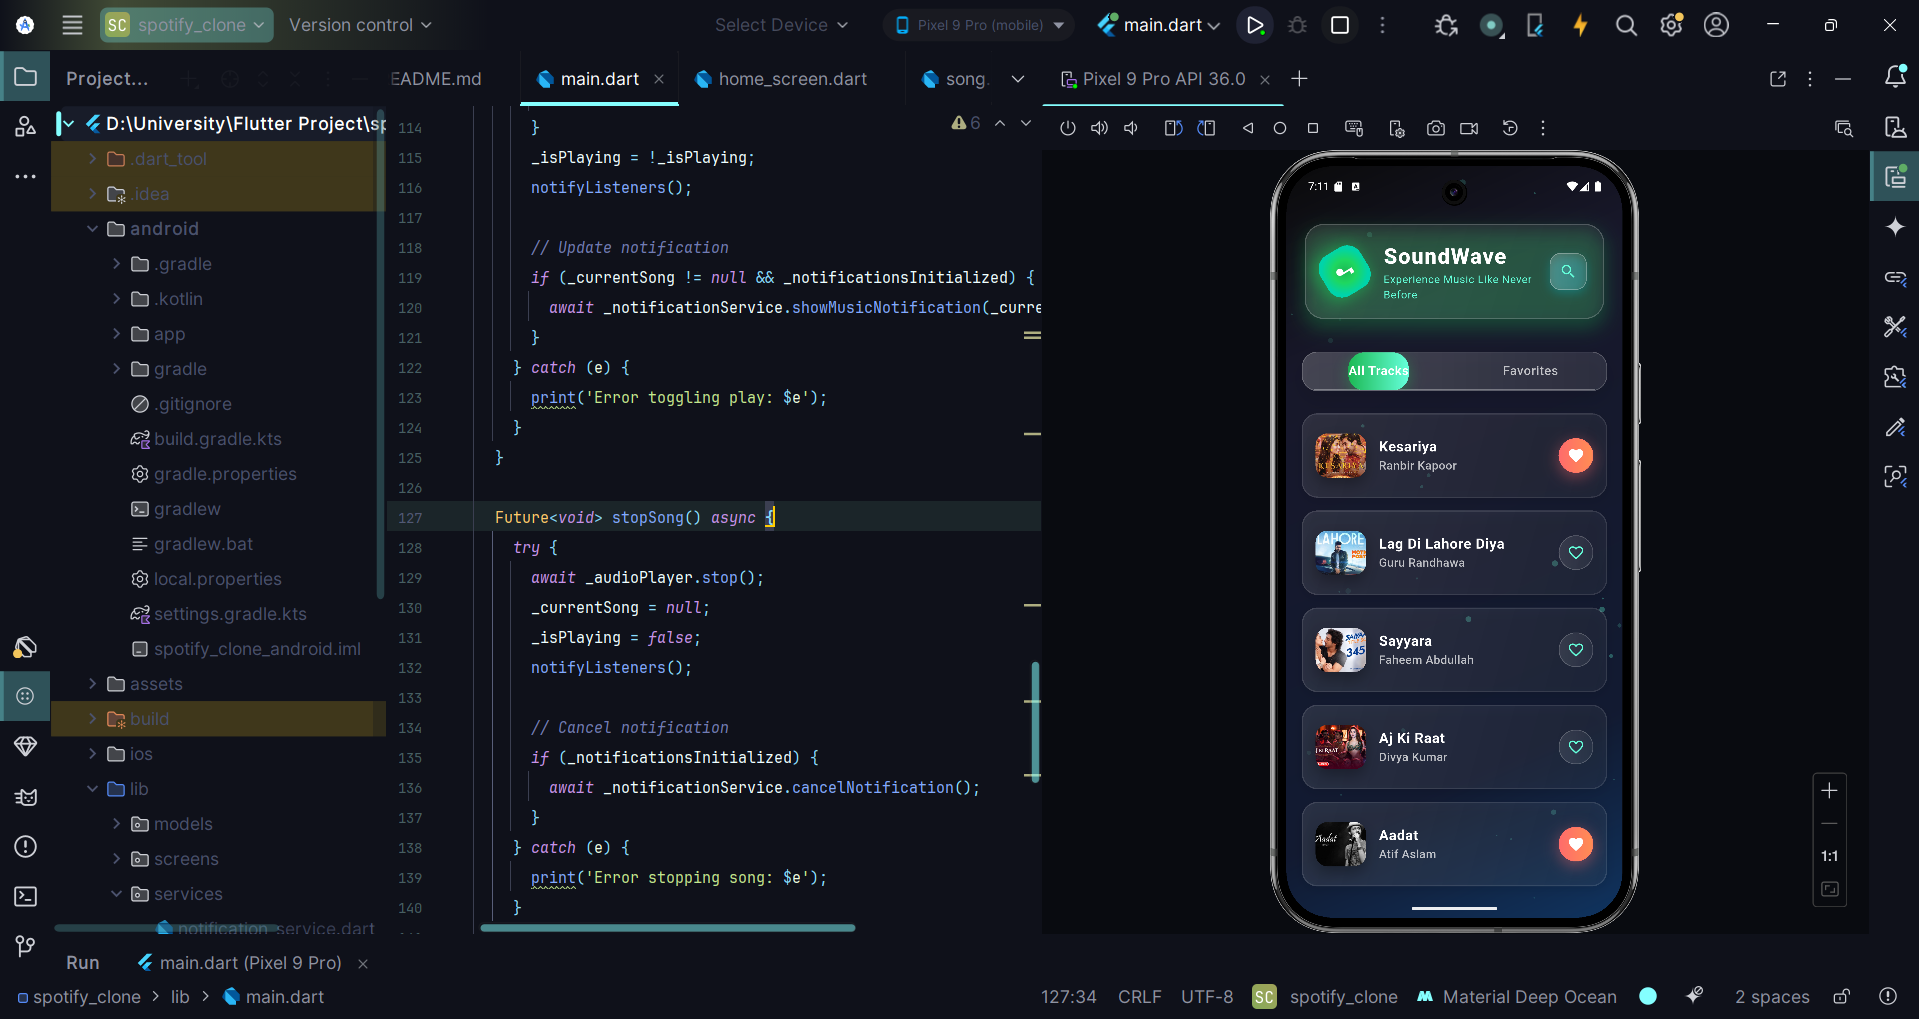 SC spotify_clone
Version control
Select Device
Pixel 9 Pro (mobile)
main.dart
Project...
EADME.md
main.dart
home_screen.dart
song.
Pixel 9 Pro API 36.0
D:\University\Flutter Project\sp
.dart_tool
.idea
android
.gradle
.kotlin
app
gradle
.gitignore
build.gradle.kts
gradle.properties
gradlew
gradlew.bat
local.properties
settings.gradle.kts
spotify_clone_android.iml
assets
build
ios
lib
models
screens
services
notification_service.dart
6
114 }
115 _isPlaying = !_isPlaying;
116 notifyListeners();
117
118 // Update notification
119 if (_currentSong != null && _notificationsInitialized) {
120 await _notificationService.showMusicNotification(_curre
121 }
122 } catch (e) {
123 print('Error toggling play: $e');
124 }
125 }
126
127 Future<void> stopSong() async {
128 try {
129 await _audioPlayer.stop();
130 _currentSong = null;
131 _isPlaying = false;
132 notifyListeners();
133
134 // Cancel notification
135 if (_notificationsInitialized) {
136 await _notificationService.cancelNotification();
137 }
138 } catch (e) {
139 print('Error stopping song: $e');
140 }
7:11
SoundWave
Experience Music Like Never
Before
All Tracks
Favorites
Kesariya
Ranbir Kapoor
Lag Di Lahore Diya
Guru Randhawa
Sayyara
Faheem Abdullah
Aj Ki Raat
Divya Kumar
Aadat
Atif Aslam
1:1
Run
main.dart (Pixel 9 Pro)
spotify_clone > lib > main.dart
127:34
CRLF
UTF-8
SC spotify_clone
Material Deep Ocean
2 spaces